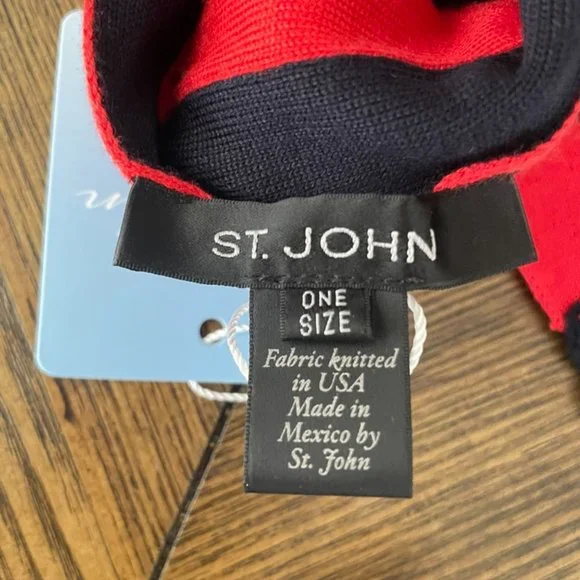 ST. JOHN
ONE
SIZE
Fabric knitted
in USA
Made in
Mexico by
St. John